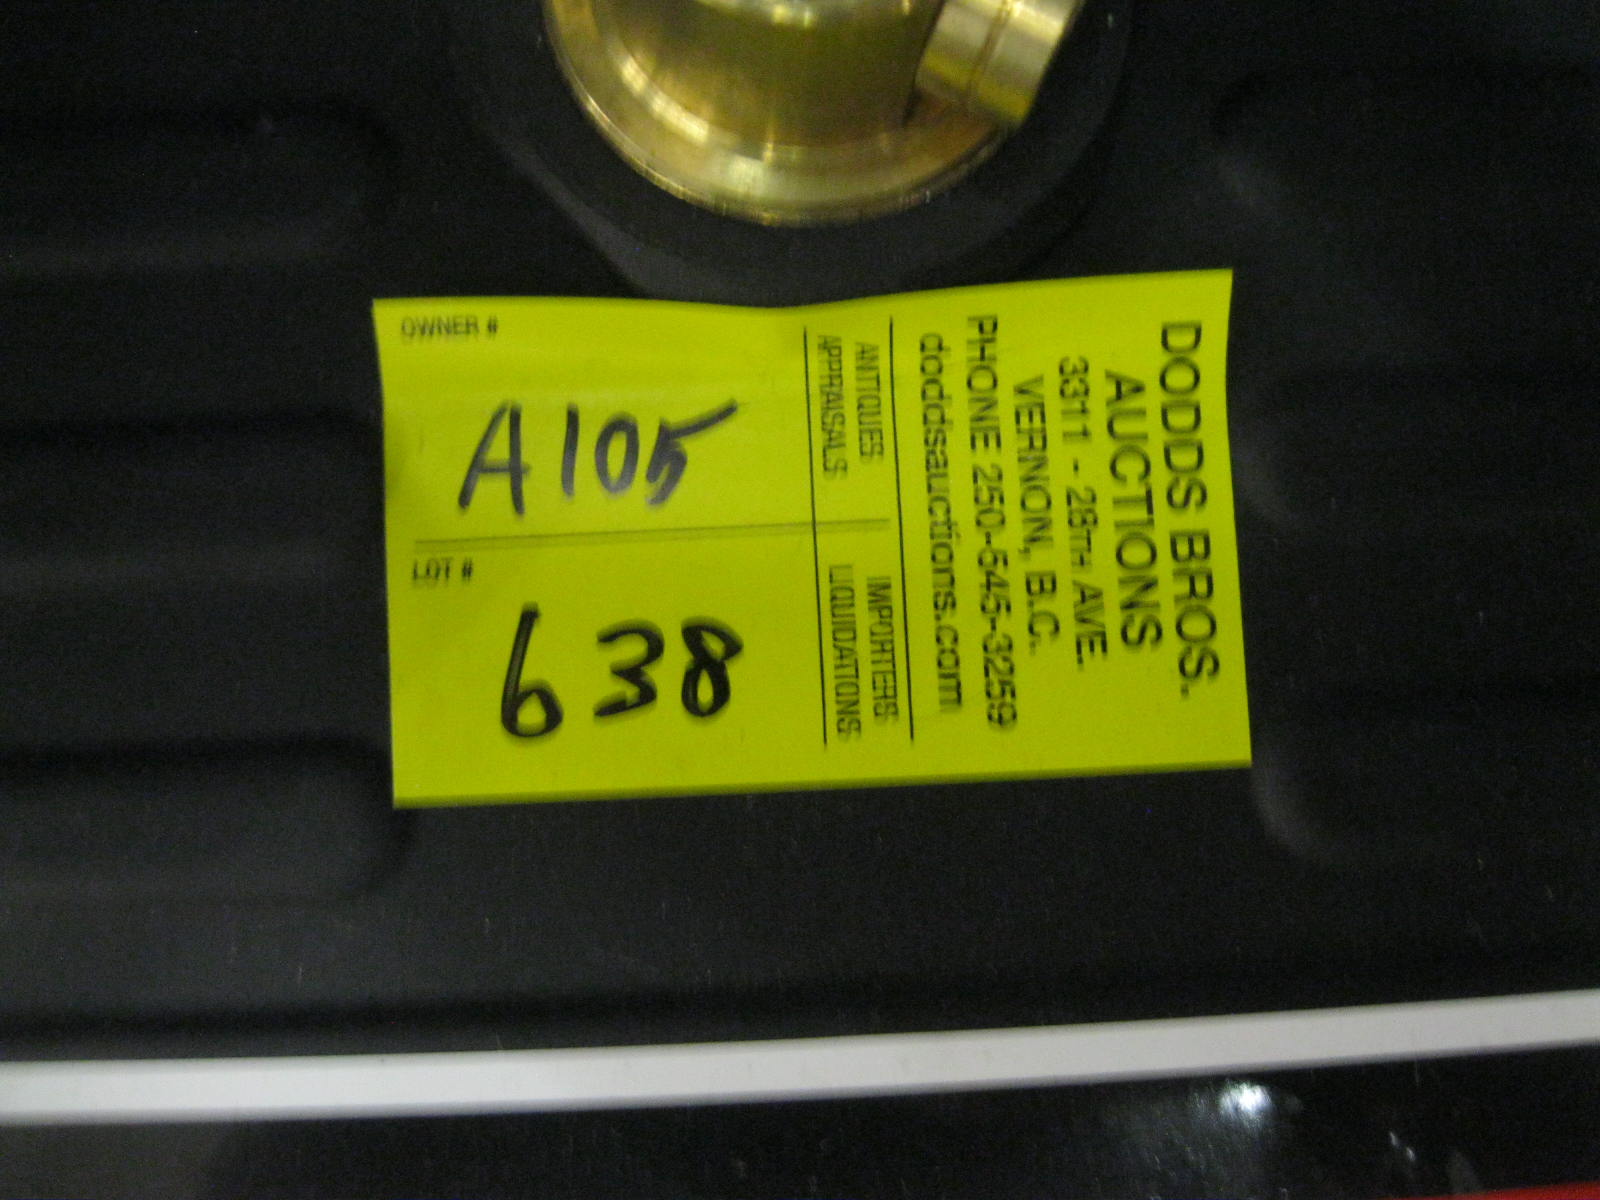 OWNER #
A105
LOT #
638
ANTIQUES
APPRAISALS
IMPORTERS
LIQUIDATIONS
DODDS BROS.
AUCTIONS
3311 - 28TH AVE.
VERNON, B.C.
PHONE 250-545-3259
doddsauctions.com